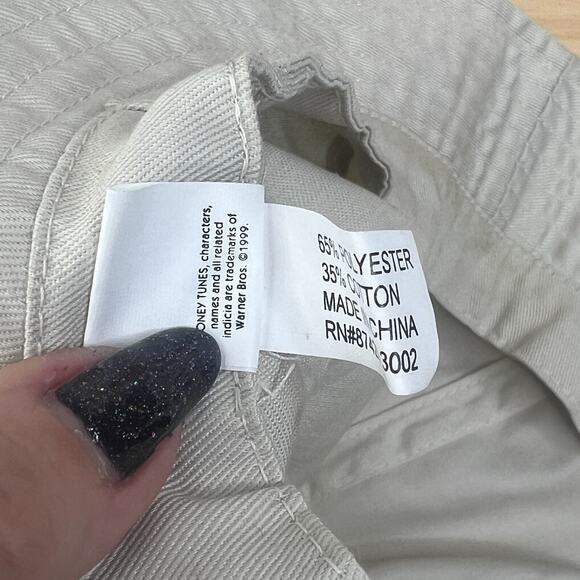 ONEY TUNES, characters,
names and all related
indicia are trademarks of
Warner Bros. ©1999.
65% POLYESTER
35% COTTON
MADE CHINA
3002